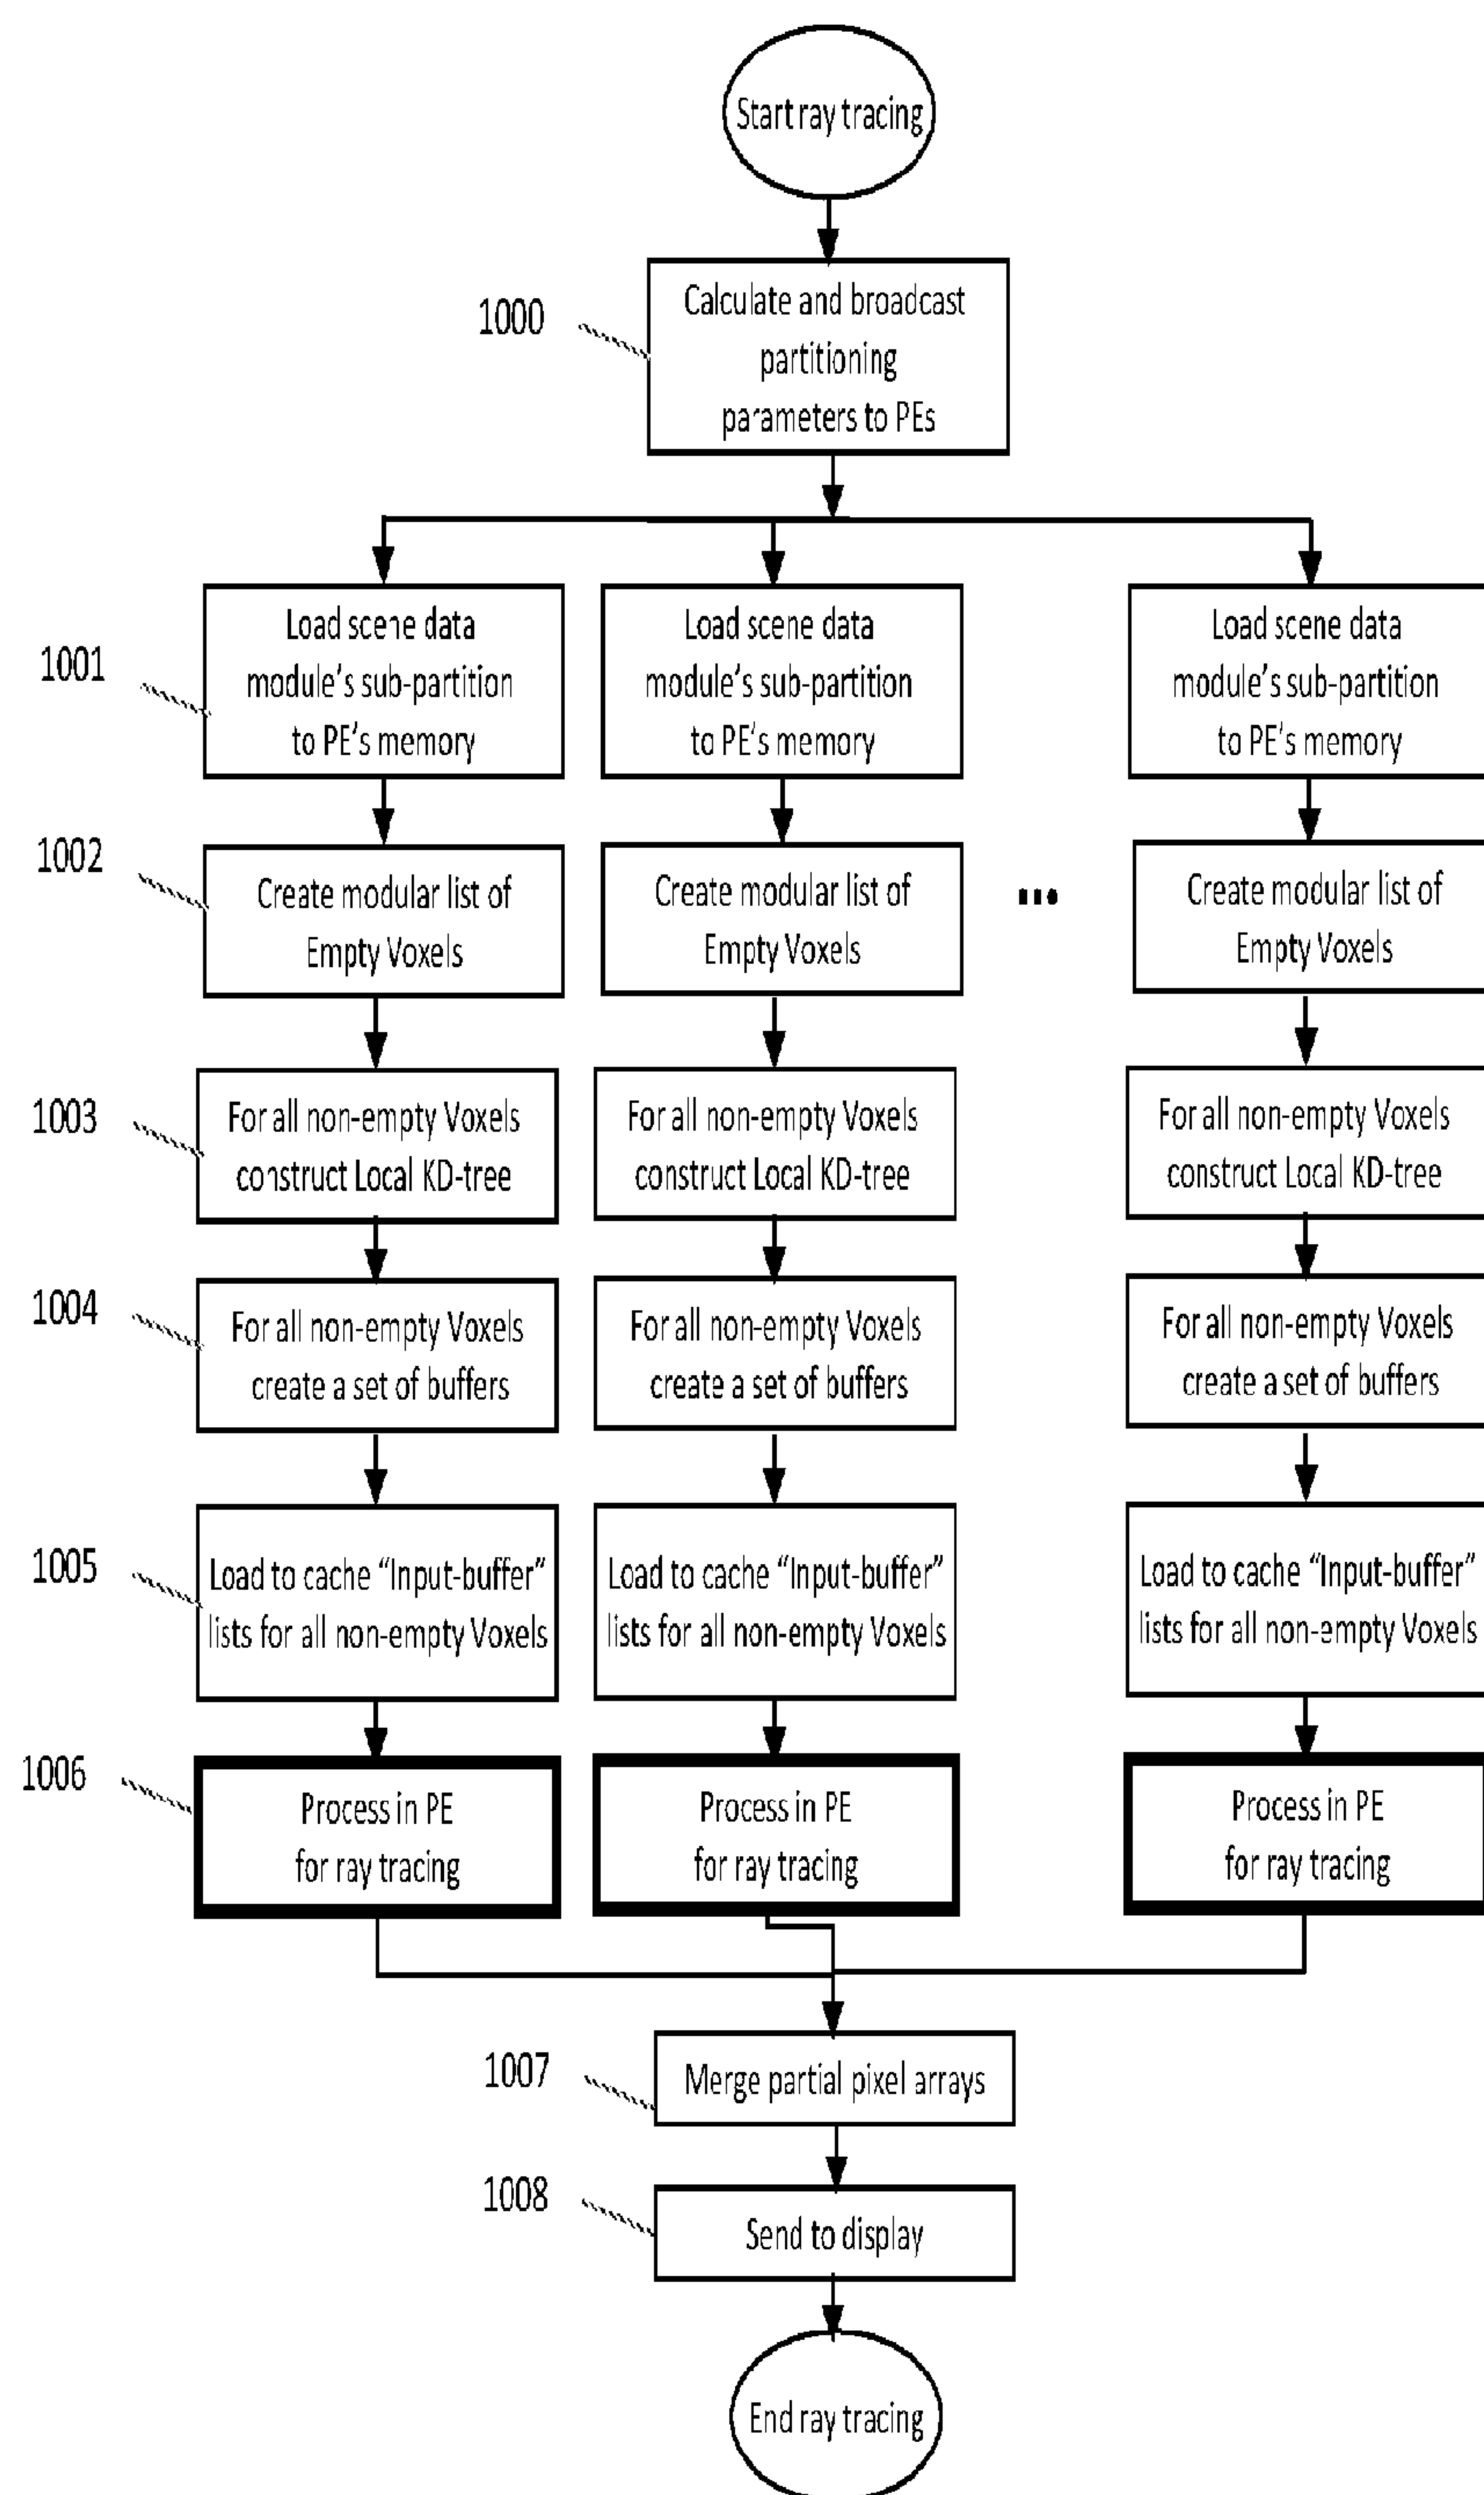 Start ray tracing
1000
Calculate and broadcast
partitioning
parameters to PEs
1001
Load scene data
module's sub-partition
to PE's memory
Load scene data
module's sub-partition
to PE's memory
Load scene data
module's sub-partition
to PE's memory
1002
Create modular list of
Empty Voxels
Create modular list of
Empty Voxels
...
Create modular list of
Empty Voxels
1003
For all non-empty Voxels
construct Local KD-tree
For all non-empty Voxels
construct Local KD-tree
For all non-empty Voxels
construct Local KD-tree
1004
For all non-empty Voxels
create a set of buffers
For all non-empty Voxels
create a set of buffers
For all non-empty Voxels
create a set of buffers
1005
Load to cache “Input-buffer”
lists for all non-empty Voxels
Load to cache “Input-buffer”
lists for all non-empty Voxels
Load to cache “Input-buffer”
lists for all non-empty Voxels
1006
Process in PE
for ray tracing
Process in PE
for ray tracing
Process in PE
for ray tracing
1007
Merge partial pixel arrays
1008
Send to display
End ray tracing